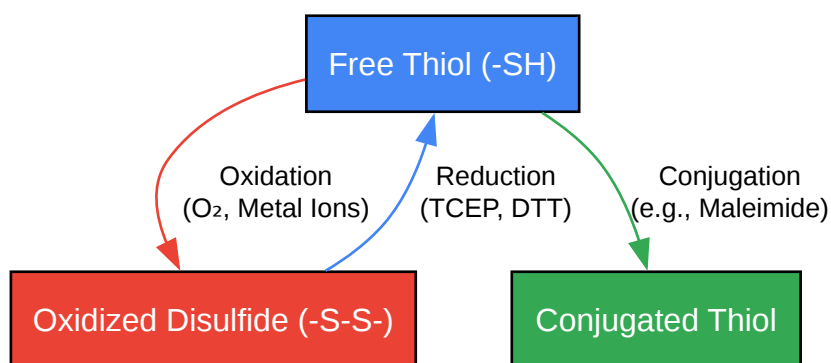 Free Thiol (-SH)
Oxidation
(O₂, Metal Ions)
Reduction
(TCEP, DTT)
Conjugation
(e.g., Maleimide)
Oxidized Disulfide (-S-S-)
Conjugated Thiol